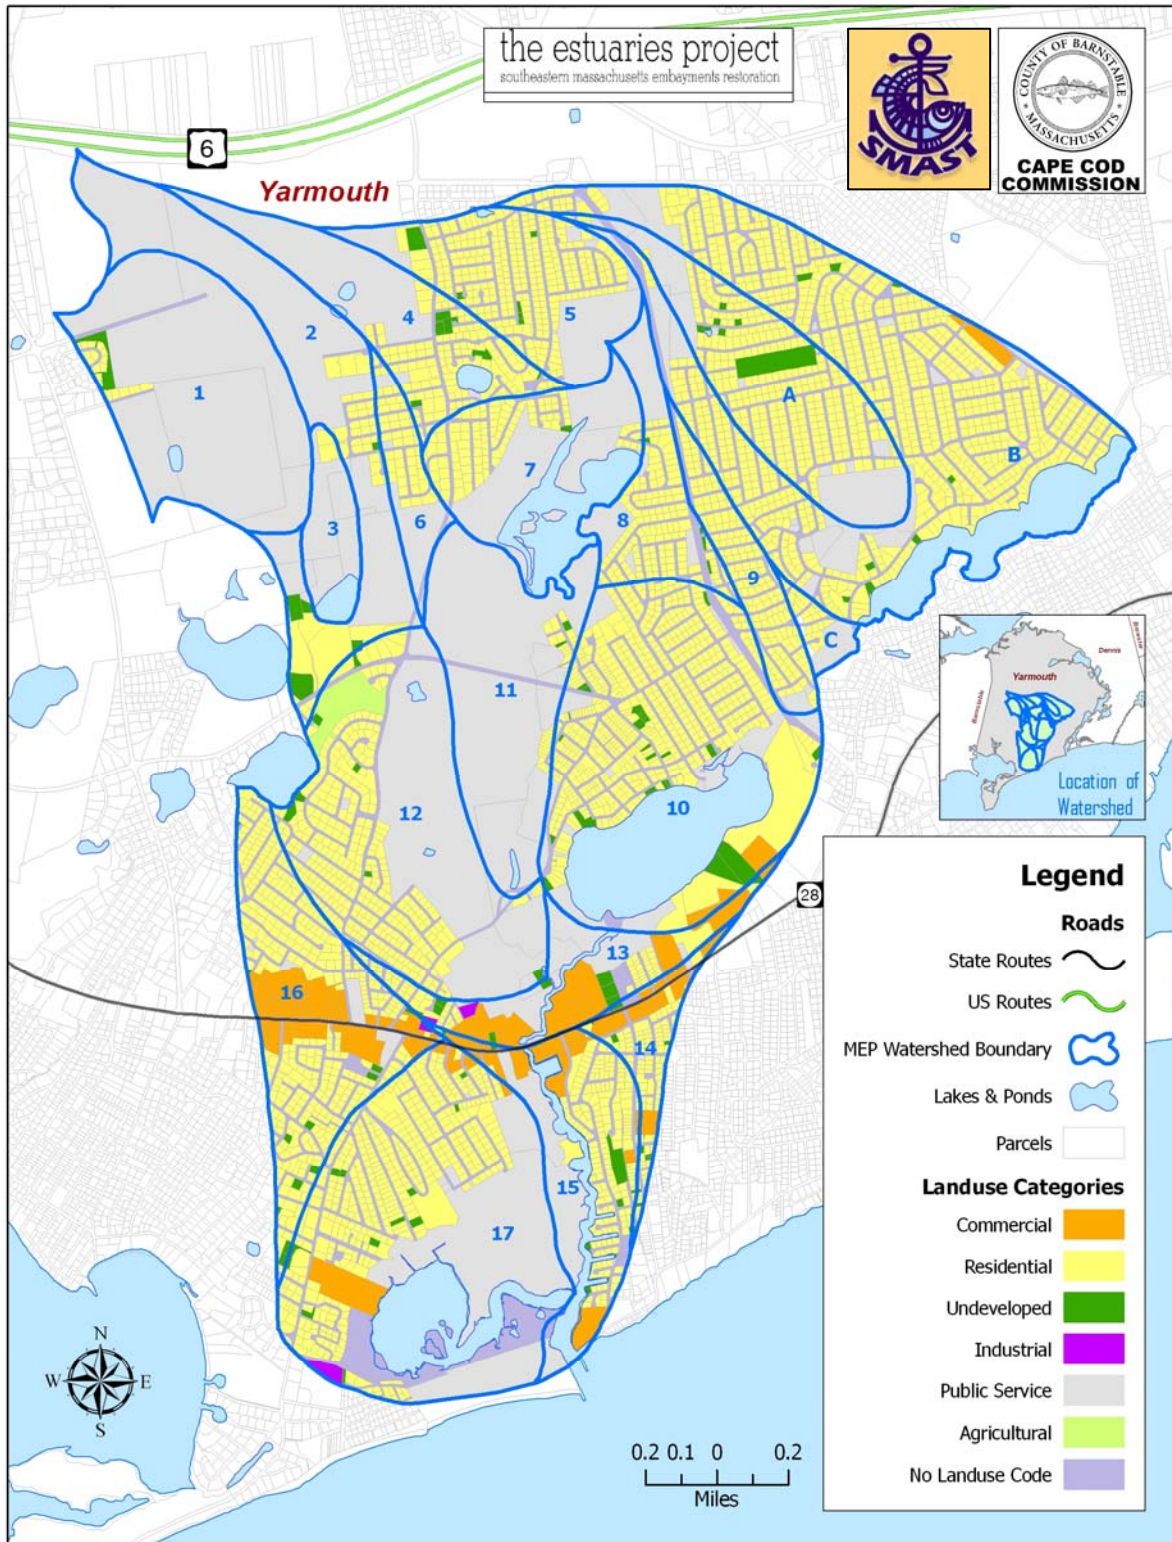 the estuaries project
southeastern massachusetts embayments restoration
SMAST
COUNTY OF BARNSTABLE
MASSACHUSETTS
CAPE COD
COMMISSION
6
Yarmouth
5
4
2
1
A
B
7
3
6
8
9
C
11
12
10
13
16
14
15
17
28
Yarmouth
Dennis
Brewster
Barnstable
Location of
Watershed
Legend
Roads
State Routes
US Routes
MEP Watershed Boundary
Lakes & Ponds
Parcels
Landuse Categories
Commercial
Residential
Undeveloped
Industrial
Public Service
Agricultural
No Landuse Code
N
W E
S
0.2 0.1 0 0.2
Miles